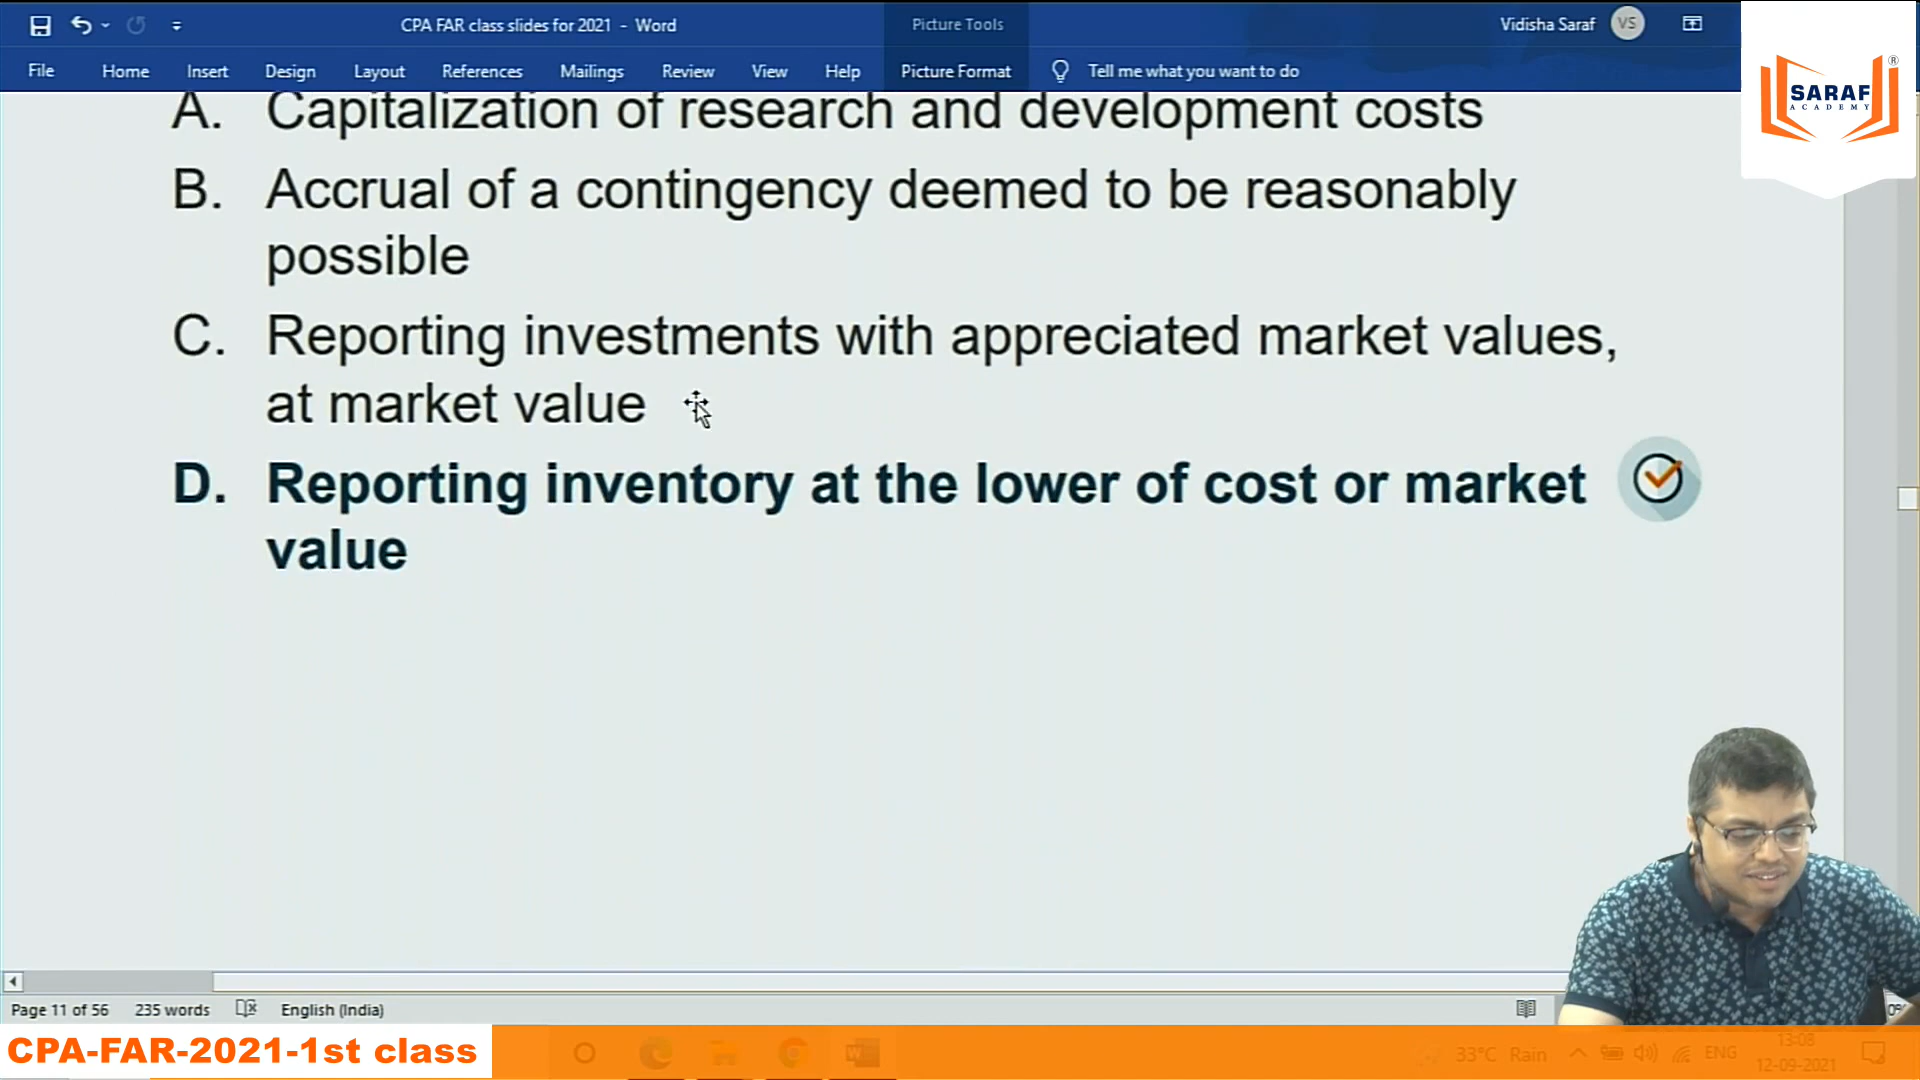 CPA FAR class slides for 2021 - Word
Picture Tools
Vidisha Saraf
VS
File
Home
Insert
Design
Layout
References
Mailings
Review
View
Help
Picture Format
Tell me what you want to do
SARAF
ACADEMY
®
A. Capitalization of research and development costs
B. Accrual of a contingency deemed to be reasonably
possible
C. Reporting investments with appreciated market values,
at market value
D. Reporting inventory at the lower of cost or market
value
Page 11 of 56
235 words
English (India)
CPA-FAR-2021-1st class
33°C Rain
ENG
13:08
12-09-2021